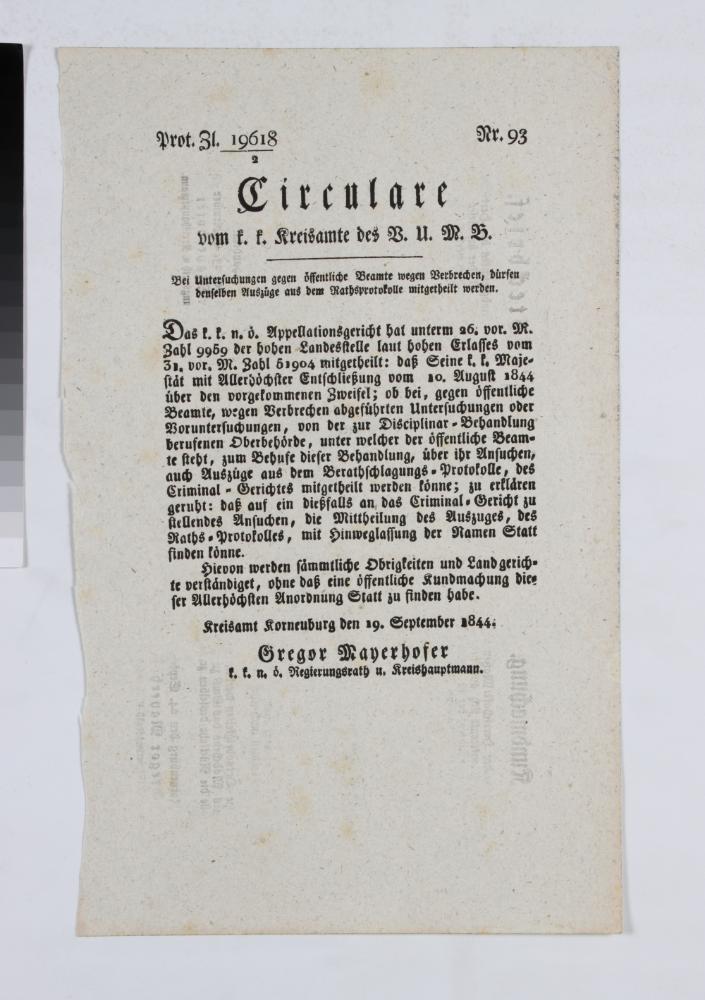 Prot. Zl. 19618 Nr. 93
2
Circulare
vom k. k. Kreisamte des V. U. M. B.
Bei Untersuchungen gegen öffentliche Beamte wegen Verbrechen, dürfen
denselben Auszüge aus dem Rathsprotokolle mitgetheilt werden.
Das k. k. n. ö. Appellationsgericht hat unterm 26. vor. M.
Zahl 9959 der hohen Landesstelle laut hohen Erlasses vom
31. vor. M. Zahl 51904 mitgetheilt: daß Seine k. k. Maje-
stät mit Allerhöchster Entschließung vom 10. August 1844
über den vorgekommenen Zweifel; ob bei, gegen öffentliche
Beamte, wegen Verbrechen abgeführten Untersuchungen oder
Voruntersuchungen, von der zur Disciplinar-Behandlung
berufenen Oberbehörde, unter welcher der öffentliche Beam-
te steht, zum Behufe dieser Behandlung, über ihr Ansuchen,
auch Auszüge aus dem Berathschlagungs-Protokolle, des
Criminal-Gerichtes mitgetheilt werden könne; zu erklären
geruht: daß auf ein dießfalls an das Criminal-Gericht zu
stellendes Ansuchen, die Mittheilung des Auszuges, des
Raths-Protokolles, mit Hinweglassung der Namen Statt
finden könne.
Hievon werden sämmtliche Obrigkeiten und Landgerich-
te verständiget, ohne daß eine öffentliche Kundmachung die-
ser Allerhöchsten Anordnung Statt zu finden habe.
Kreisamt Korneuburg den 19. September 1844.
Gregor Mayerhofer
k. k. n. ö. Regierungsrath u. Kreishauptmann.